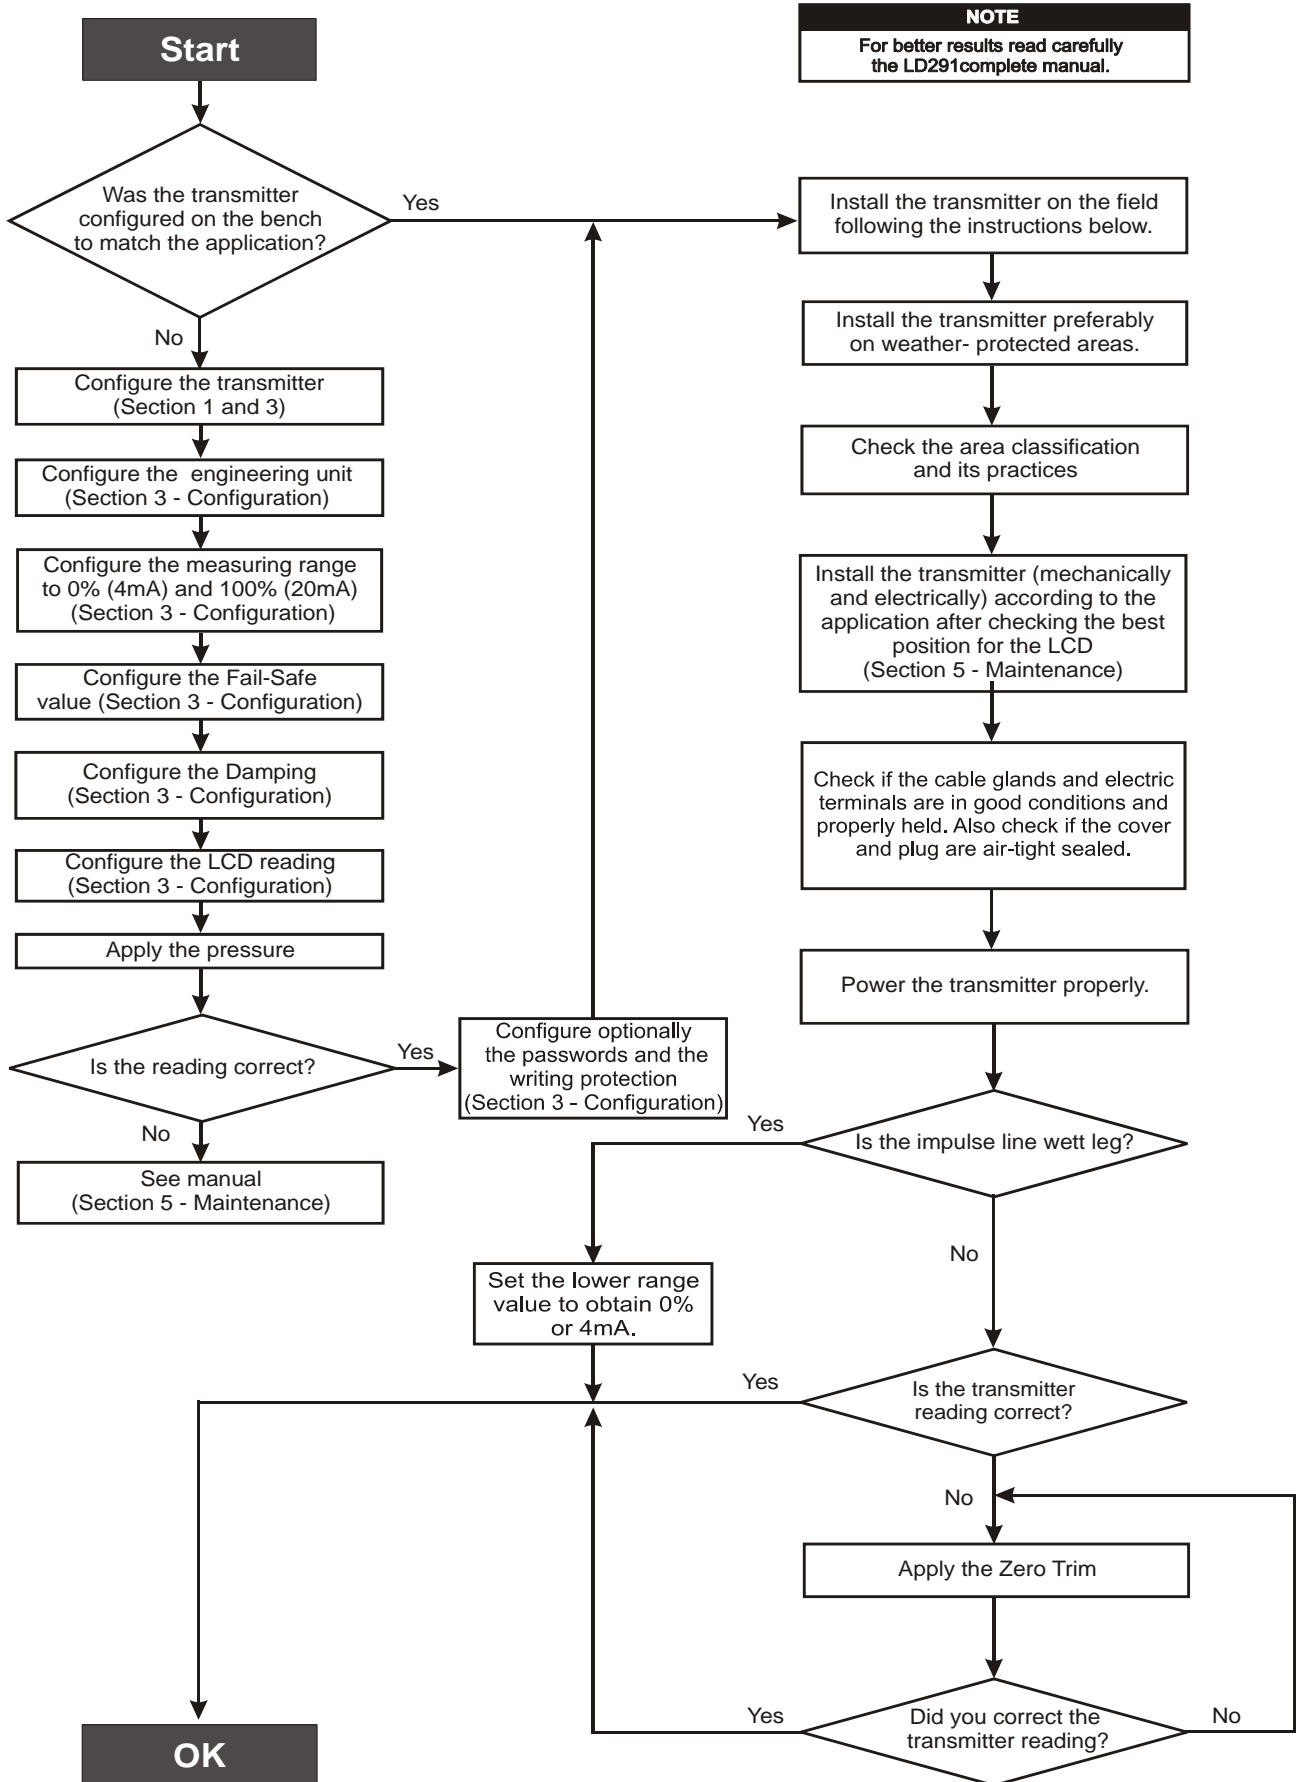 Start
NOTE
For better results read carefully
the LD291complete manual.
Was the transmitter
configured on the bench
to match the application?
Yes
No
Configure the transmitter
(Section 1 and 3)
Configure the engineering unit
(Section 3 - Configuration)
Configure the measuring range
to 0% (4mA) and 100% (20mA)
(Section 3 - Configuration)
Configure the Fail-Safe
value (Section 3 - Configuration)
Configure the Damping
(Section 3 - Configuration)
Configure the LCD reading
(Section 3 - Configuration)
Apply the pressure
Is the reading correct?
Yes
No
See manual
(Section 5 - Maintenance)
Configure optionally
the passwords and the
writing protection
(Section 3 - Configuration)
Install the transmitter on the field
following the instructions below.
Install the transmitter preferably
on weather- protected areas.
Check the area classification
and its practices
Install the transmitter (mechanically
and electrically) according to the
application after checking the best
position for the LCD
(Section 5 - Maintenance)
Check if the cable glands and electric
terminals are in good conditions and
properly held. Also check if the cover
and plug are air-tight sealed.
Power the transmitter properly.
Is the impulse line wett leg?
Yes
No
Set the lower range
value to obtain 0%
or 4mA.
Is the transmitter
reading correct?
Yes
No
Apply the Zero Trim
Did you correct the
transmitter reading?
Yes
No
OK